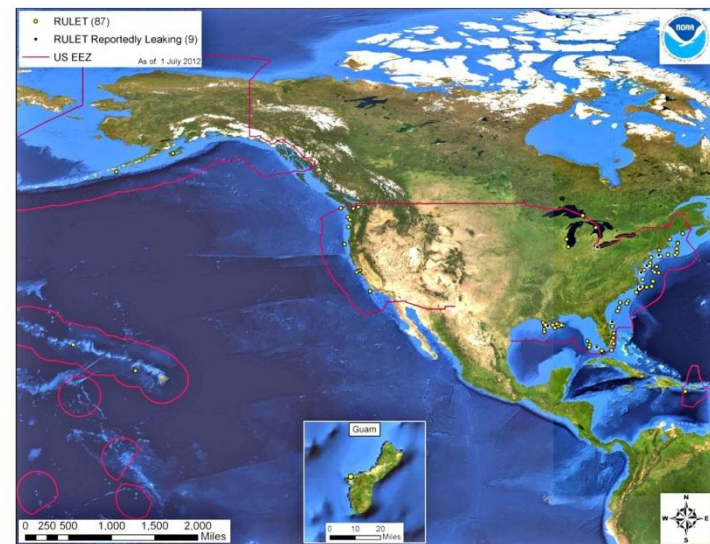 RULET (87)
RULET Reportedly Leaking (9)
US EEZ
As of: 1 July 2012
NOAA
Guam
0 10 20
Miles
0 250 500 1,000 1,500 2,000
Miles
N
W E
S